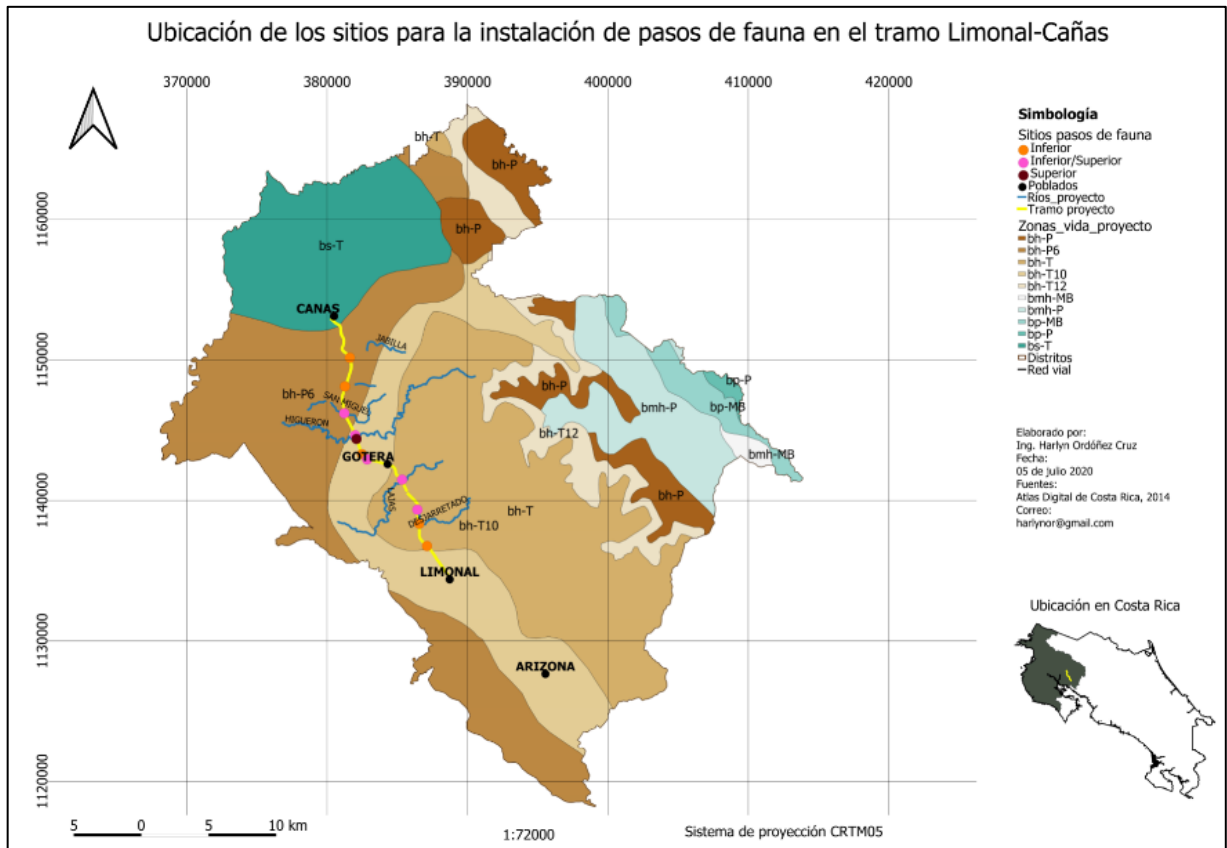 Ubicación de los sitios para la instalación de pasos de fauna en el tramo Limonal-Cañas
370000 380000 390000 400000 410000 420000
1160000
1150000
1140000
1130000
1120000
bh-T
bh-P
bh-P
bs-T
CANAS
JABILLA
bh-P6
SAN MIGUEL
HIGUERON
GOTERA
LAJAS
DESJARRETADO
bh-T10
bh-T
LIMONAL
ARIZONA
bh-P
bh-T12
bmh-P
bp-P
bp-MB
bmh-MB
bh-P
Simbología
Sitios pasos de fauna
Inferior
Inferior/Superior
Superior
Poblados
Ríos_proyecto
Tramo proyecto
Zonas_vida_proyecto
bh-P
bh-P6
bh-T
bh-T10
bh-T12
bmh-MB
bmh-P
bp-MB
bp-P
bs-T
Distritos
Red vial
Elaborado por:
Ing. Harlyn Ordóñez Cruz
Fecha:
05 de julio 2020
Fuentes:
Atlas Digital de Costa Rica, 2014
Correo:
harlynor@gmail.com
Ubicación en Costa Rica
5 0 5 10 km
1:72000
Sistema de proyección CRTM05